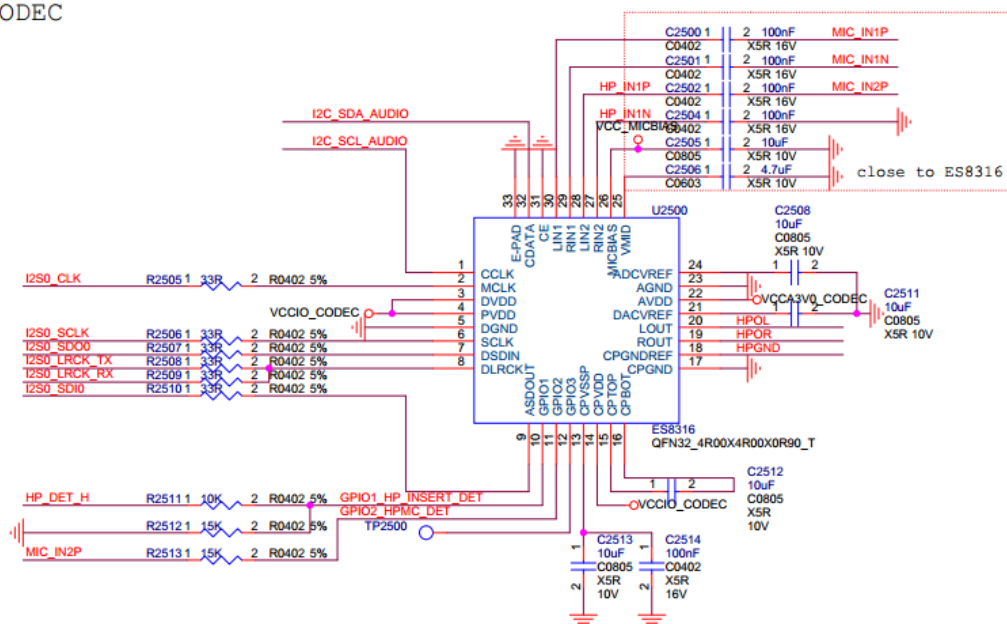 ODEC
C2500 1 2 100nF MIC_IN1P
C0402 X5R 16V
C2501 1 2 100nF MIC_IN1N
C0402 X5R 16V
HP_IN1P C2502 1 2 100nF MIC_IN2P
C0402 X5R 16V
HP_IN1N C2504 1 2 100nF
C0402 X5R 16V
VCC_MICBIAS
C2505 1 2 10uF
C0805 X5R 10V
C2506 1 2 4.7uF
C0603 X5R 10V
close to ES8316
I2C_SDA_AUDIO
I2C_SCL_AUDIO
33 32 31 30 29 28 27 26 25
E-PAD CDATA CE LIN1 RIN1 LIN2 RIN2 MICBIAS VMID
U2500
1 CCLK
2 MCLK
3 DVDD
4 PVDD
5 DGND
6 SCLK
7 DSDIN
8 DLRCKT
24 ADCVREF
23 AGND
22 AVDD
21 DACVREF
20 LOUT
19 ROUT
18 CPGNDREF
17 CPGND
ASDOUT GPIO1 GPIO2 GPIO3 CPVSSP CPVDD CPTOP CPBOT
9 10 11 12 13 14 15 16
ES8316
QFN32_4R00X4R00X0R90_T
C2508
10uF
C0805
X5R 10V
1 2
VCCA3V0_CODEC
1 2
C2511
10uF
C0805
X5R 10V
HPOL
HPOR
HPGND
I2S0_CLK R2505 1 33R 2 R0402 5%
VCCIO_CODEC
I2S0_SCLK R2506 1 33R 2 R0402 5%
I2S0_SDO0 R2507 1 33R 2 R0402 5%
I2S0_LRCK_TX R2508 1 33R 2 R0402 5%
I2S0_LRCK_RX R2509 1 33R 2 R0402 5%
I2S0_SDI0 R2510 1 33R 2 R0402 5%
HP_DET_H R2511 1 10K 2 R0402 5% GPIO1_HP_INSERT_DET
GPIO2_HPMC_DET
R2512 1 15K 2 R0402 5% TP2500
MIC_IN2P R2513 1 15K 2 R0402 5%
1 2
VCCIO_CODEC
C2512
10uF
C0805
X5R
10V
1 C2513
10uF
C0805
X5R
2 10V
1 C2514
100nF
C0402
X5R
2 16V